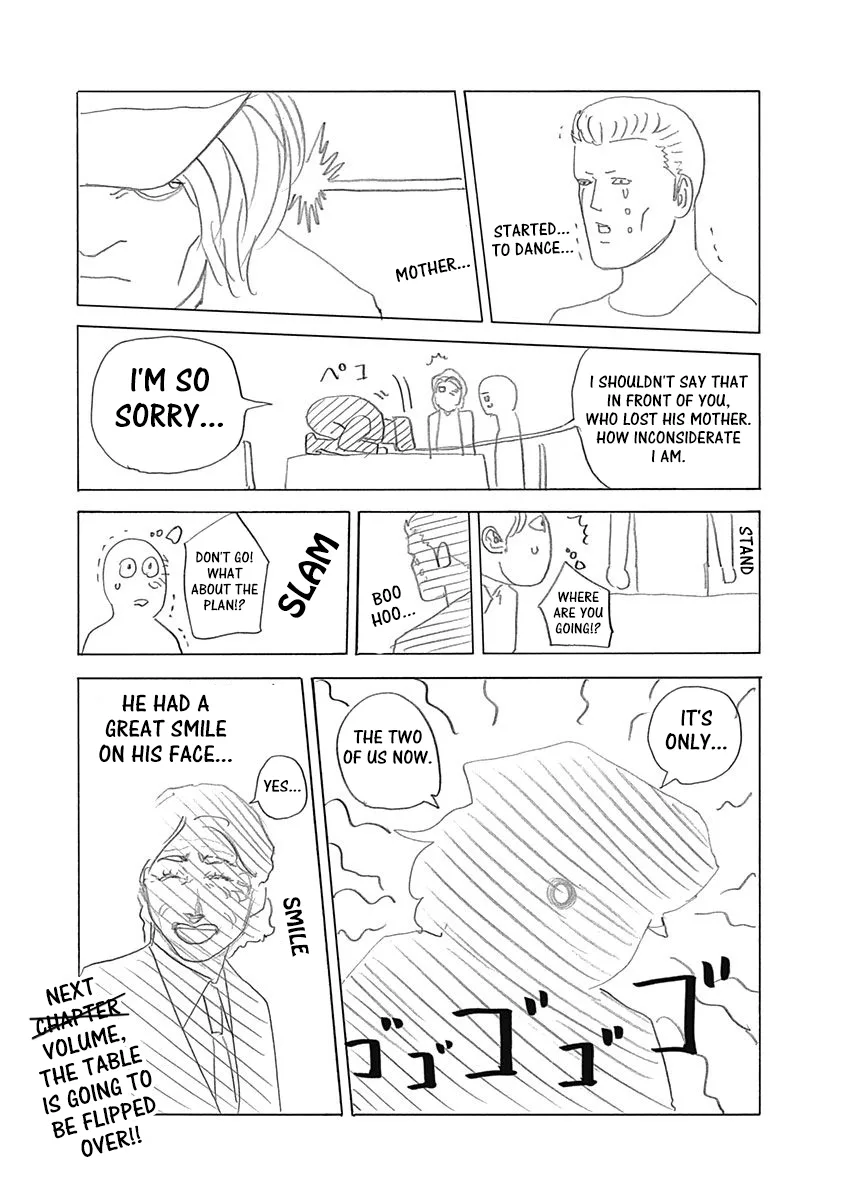 STARTED...
TO DANCE...
MOTHER...
I SHOULDN'T SAY THAT
IN FRONT OF YOU,
WHO LOST HIS MOTHER.
HOW INCONSIDERATE
I AM.
ペコ
I'M SO
SORRY...
STAND
WHERE
ARE YOU
GOING!?
BOO
HOO...
SLAM
DON'T GO!
WHAT
ABOUT THE
PLAN!?
IT'S
ONLY...
THE TWO
OF US NOW.
ゴゴゴゴゴ
HE HAD A
GREAT SMILE
ON HIS FACE...
YES...
SMILE
NEXT
CHAPTER
VOLUME,
THE TABLE
IS GOING TO
BE FLIPPED
OVER!!